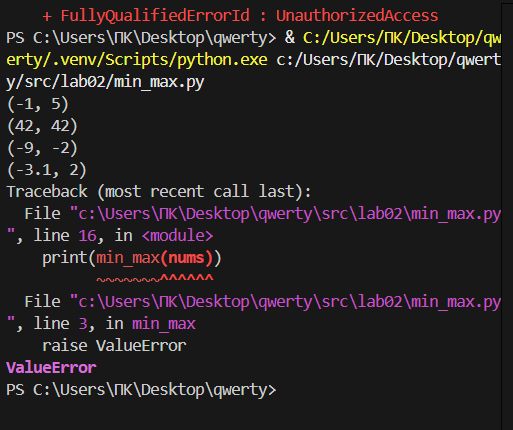 + FullyQualifiedErrorId : UnauthorizedAccess
PS C:\Users\ПК\Desktop\qwerty> & C:/Users/ПК/Desktop/qw
erty/.venv/Scripts/python.exe c:/Users/ПК/Desktop/qwert
y/src/lab02/min_max.py
(-1, 5)
(42, 42)
(-9, -2)
(-3.1, 2)
Traceback (most recent call last):
  File "c:\Users\ПК\Desktop\qwerty\src\lab02\min_max.py
", line 16, in <module>
    print(min_max(nums))
          ~~~~~~~^^^^^^
  File "c:\Users\ПК\Desktop\qwerty\src\lab02\min_max.py
", line 3, in min_max
    raise ValueError
ValueError
PS C:\Users\ПК\Desktop\qwerty>